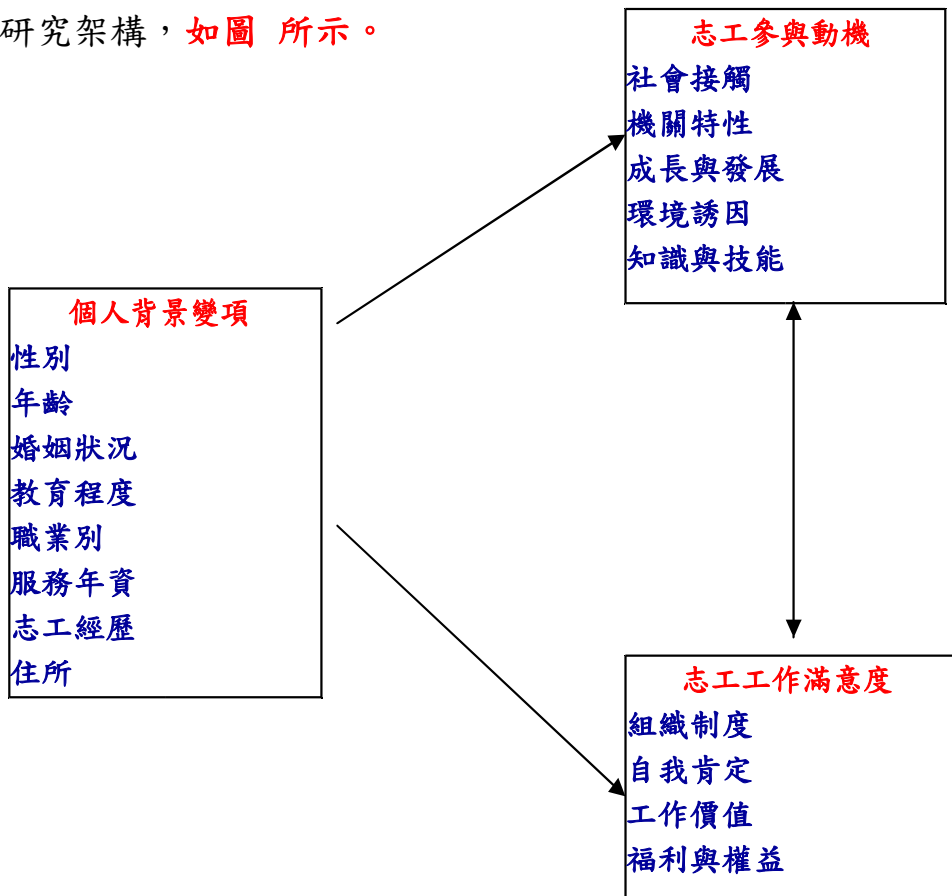 研究架構，如圖 所示。
志工參與動機
社會接觸
機關特性
成長與發展
環境誘因
知識與技能
個人背景變項
性別
年齡
婚姻狀況
教育程度
職業別
服務年資
志工經歷
住所
志工工作滿意度
組織制度
自我肯定
工作價值
福利與權益